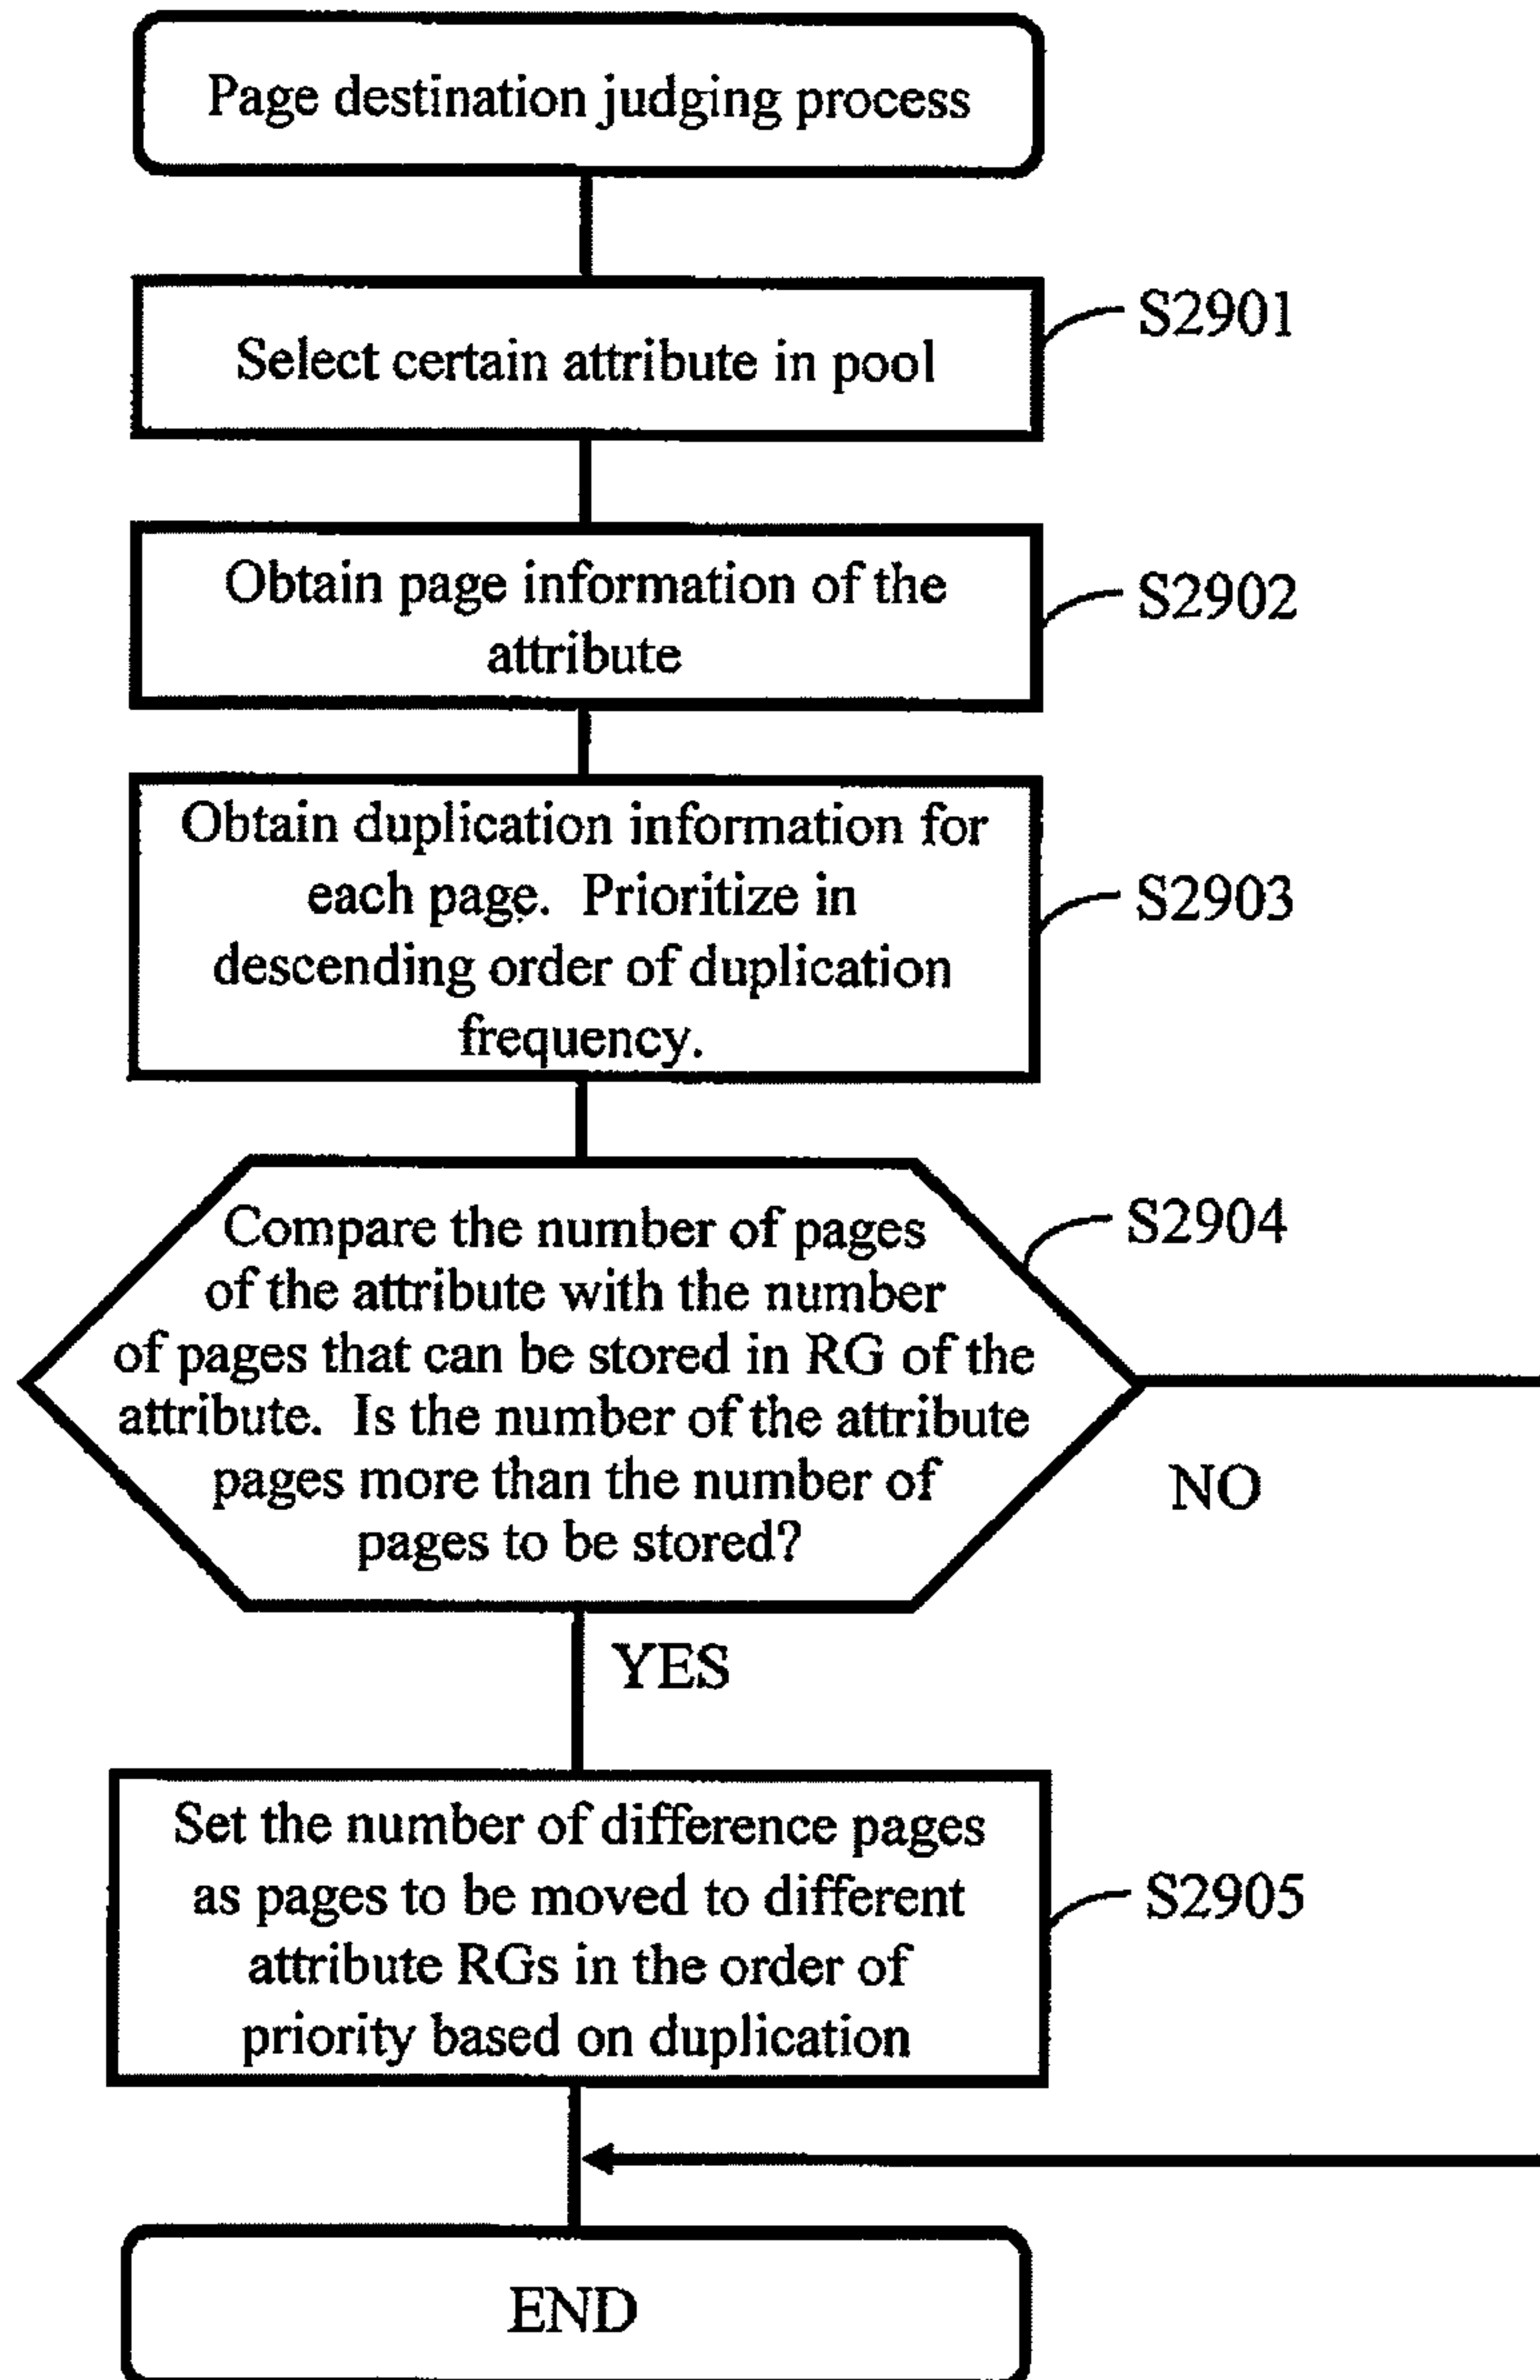 Page destination judging process
Select certain attribute in pool
S2901
Obtain page information of the
attribute
S2902
Obtain duplication information for
each page. Prioritize in
descending order of duplication
frequency.
S2903
Compare the number of pages
of the attribute with the number
of pages that can be stored in RG of the
attribute. Is the number of the attribute
pages more than the number of
pages to be stored?
S2904
NO
YES
Set the number of difference pages
as pages to be moved to different
attribute RGs in the order of
priority based on duplication
S2905
END